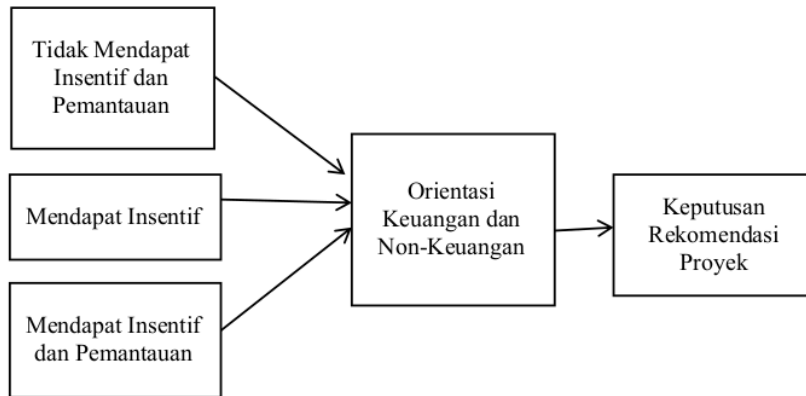 Tidak Mendapat
Insentif dan
Pemantauan
Mendapat Insentif
Mendapat Insentif
dan Pemantauan
Orientasi
Keuangan dan
Non-Keuangan
Keputusan
Rekomendasi
Proyek